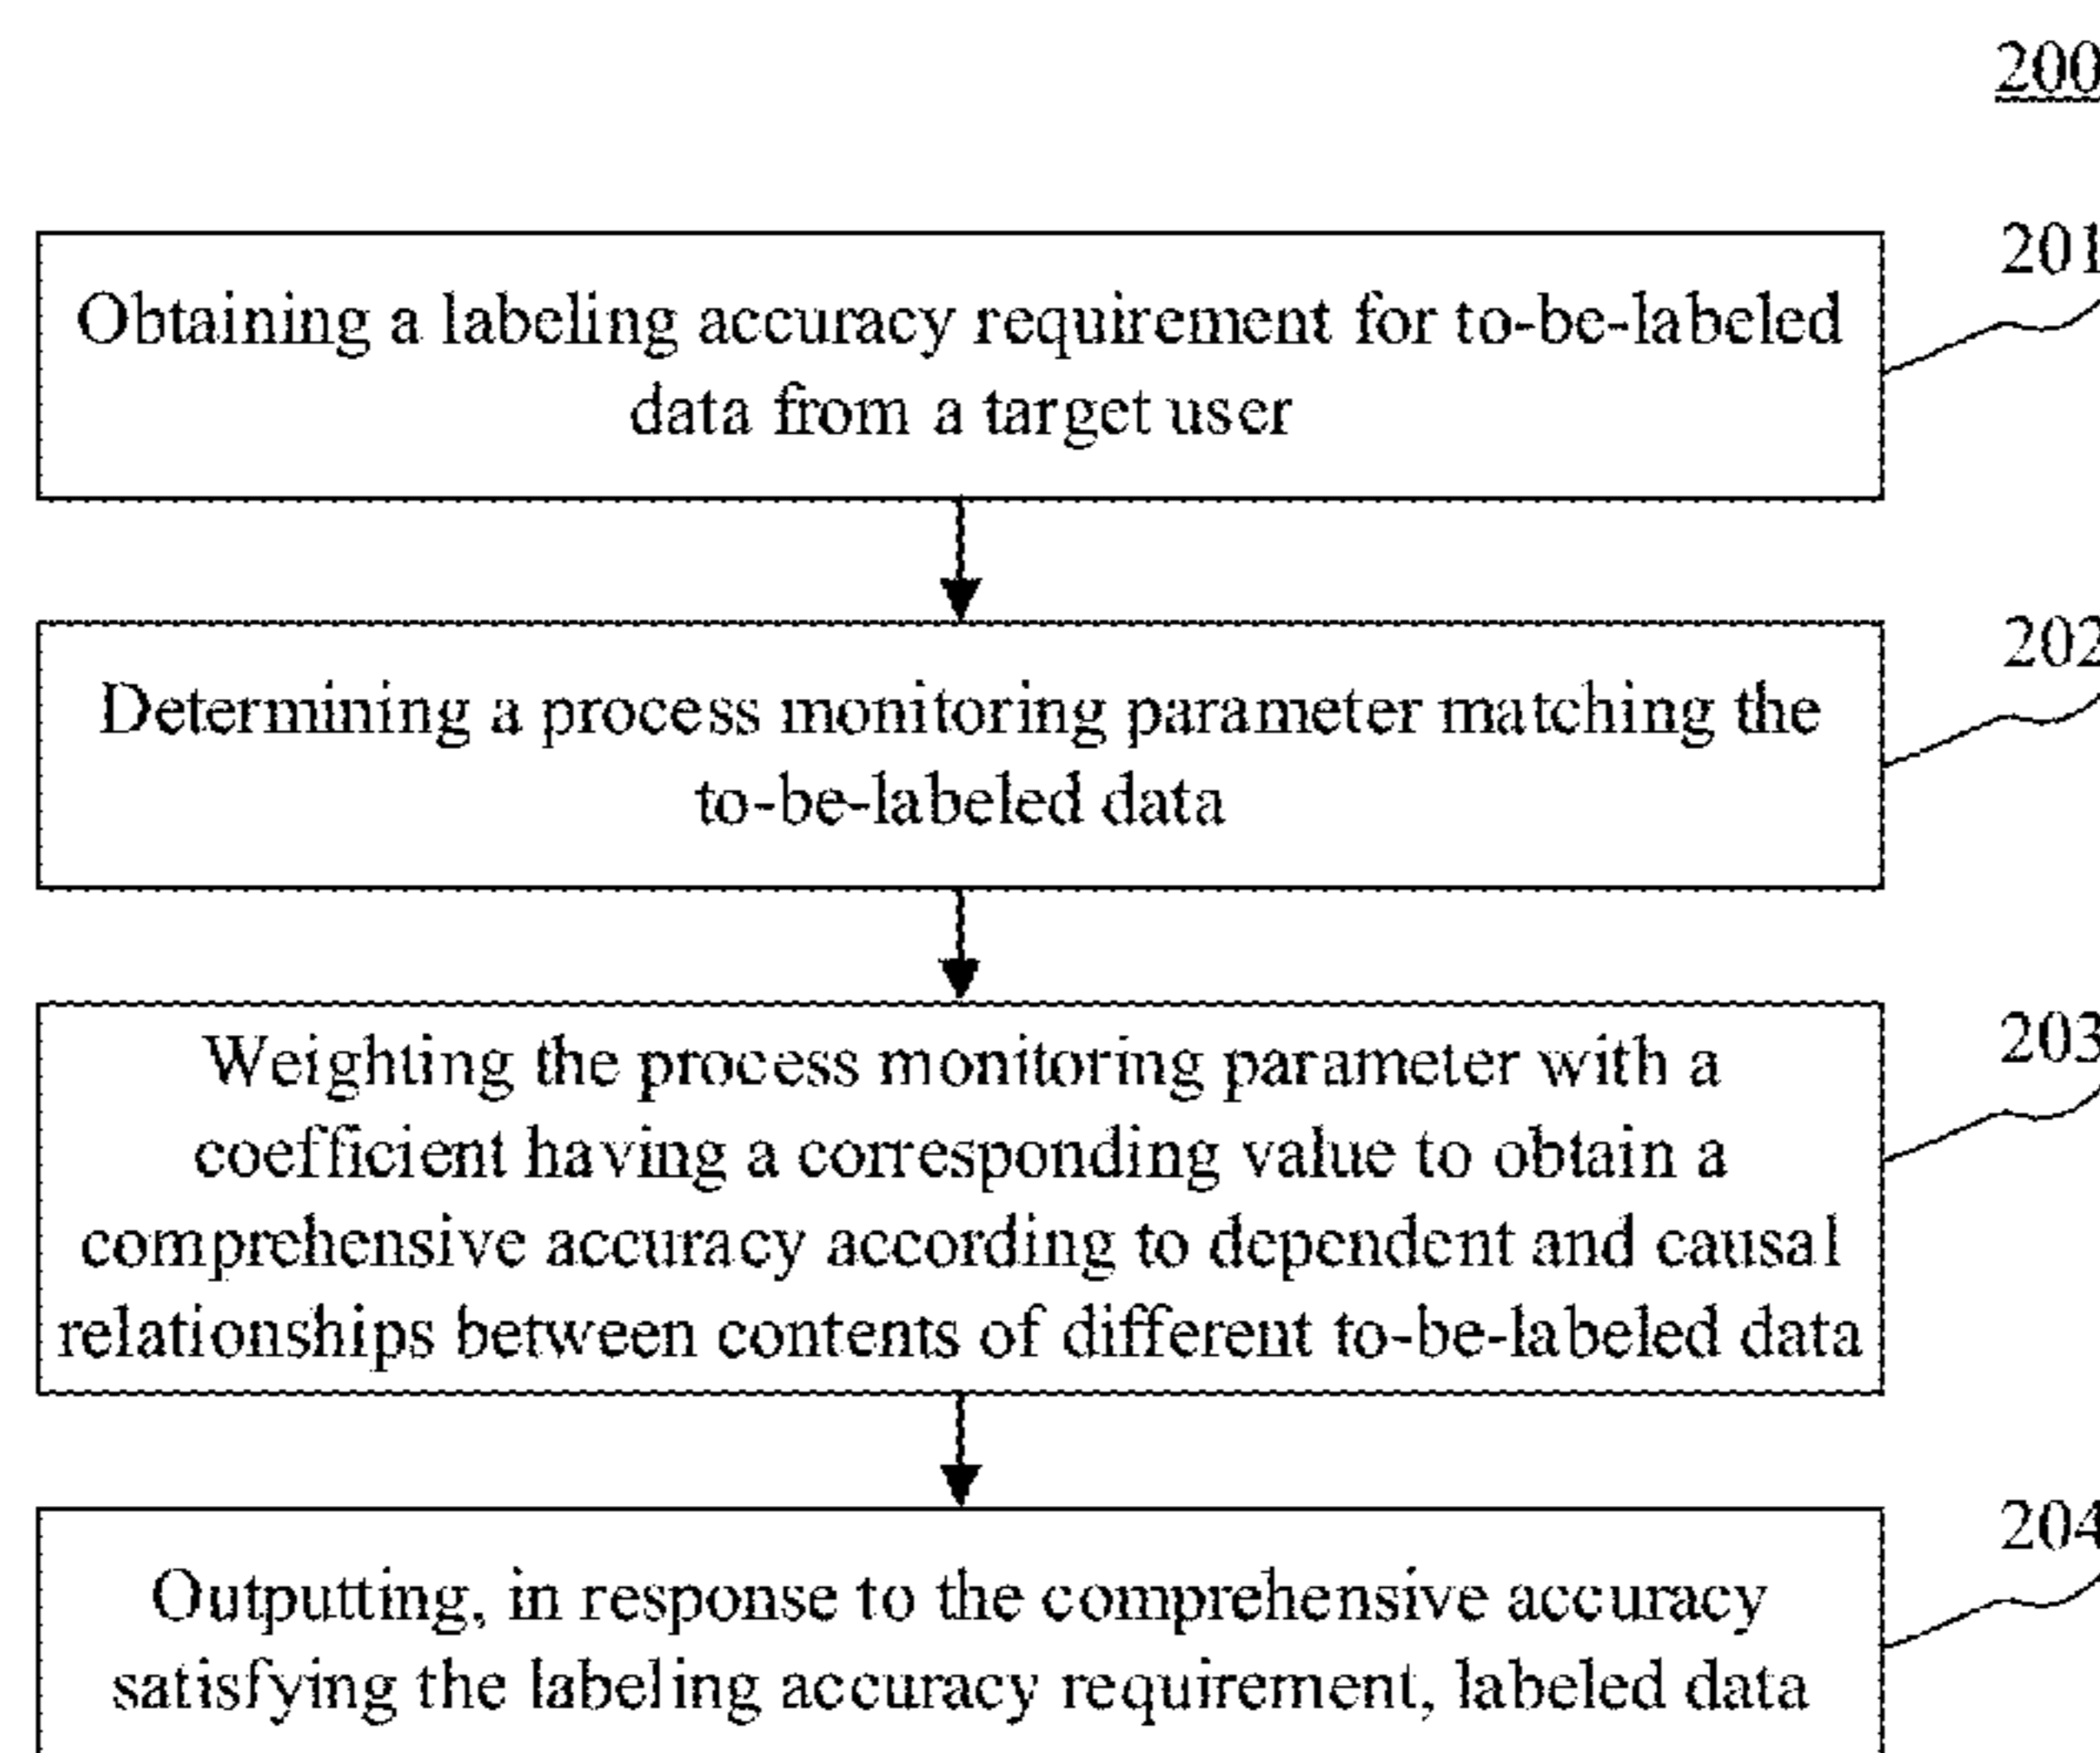 200
201
Obtaining a labeling accuracy requirement for to-be-labeled
data from a target user
202
Determining a process monitoring parameter matching the
to-be-labeled data
203
Weighting the process monitoring parameter with a
coefficient having a corresponding value to obtain a
comprehensive accuracy according to dependent and causal
relationships between contents of different to-be-labeled data
204
Outputting, in response to the comprehensive accuracy
satisfying the labeling accuracy requirement, labeled data